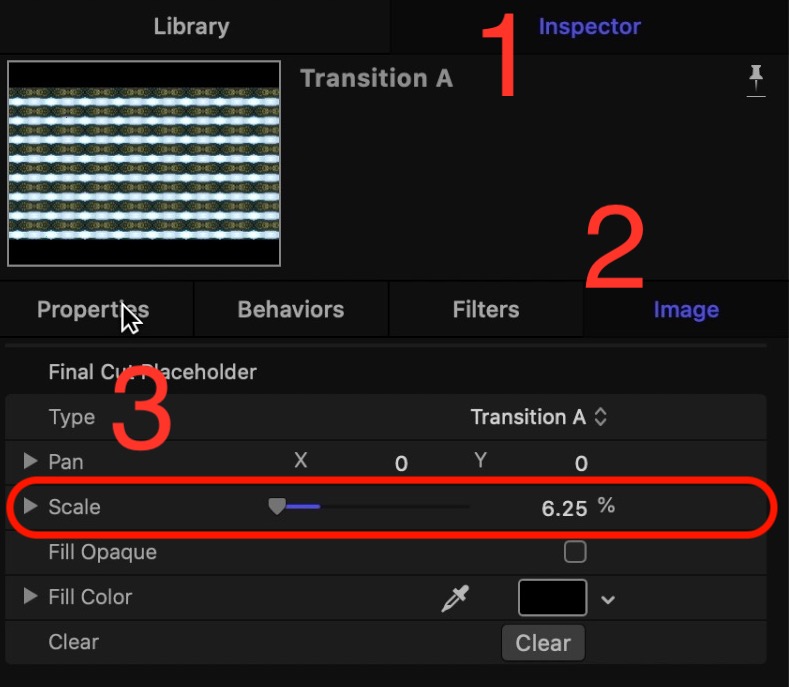 Library Inspector
1
Transition A
2
Properties Behaviors Filters Image
Final Cut Placeholder
3
Type Transition A
Pan X 0 Y 0
Scale 6.25 %
Fill Opaque
Fill Color
Clear Clear